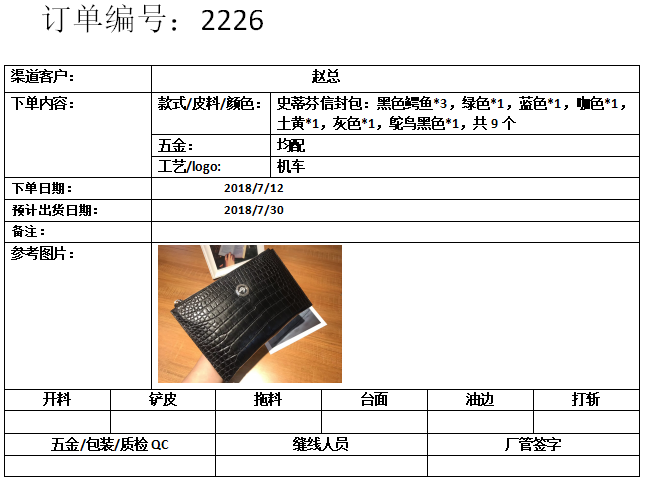 订单编号：2226
渠道客户： 赵总
下单内容： 款式/皮料/颜色： 史蒂芬信封包：黑色鳄鱼*3，绿色*1，蓝色*1，咖色*1，
土黄*1，灰色*1，鸵鸟黑色*1，共 9 个
五金： 均配
工艺/logo: 机车
下单日期： 2018/7/12
预计出货日期： 2018/7/30
备注：
参考图片：
开料 铲皮 拖料 台面 油边 打斩
五金/包装/质检 QC 缝线人员 厂管签字